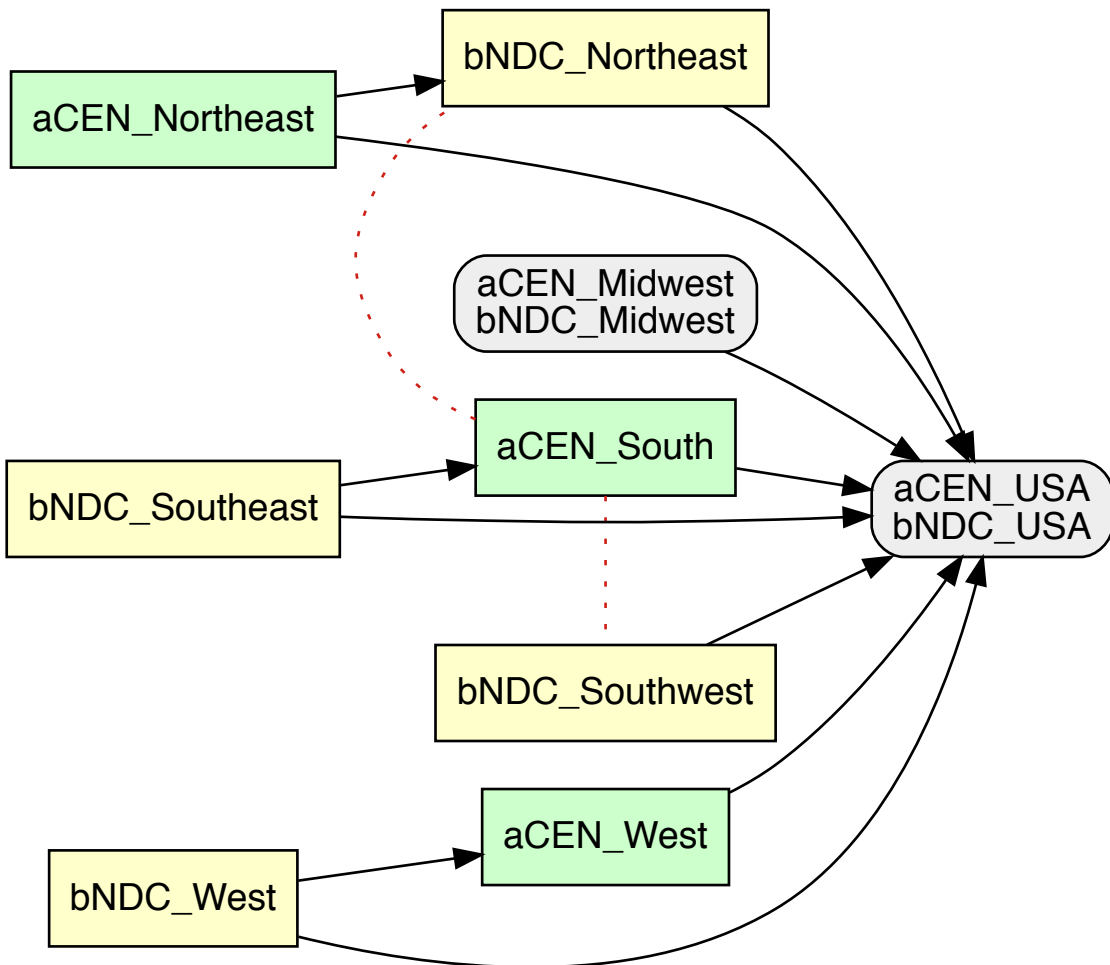 bNDC_Northeast
aCEN_Northeast
aCEN_Midwest
bNDC_Midwest
aCEN_South
bNDC_Southeast
aCEN_USA
bNDC_USA
bNDC_Southwest
aCEN_West
bNDC_West